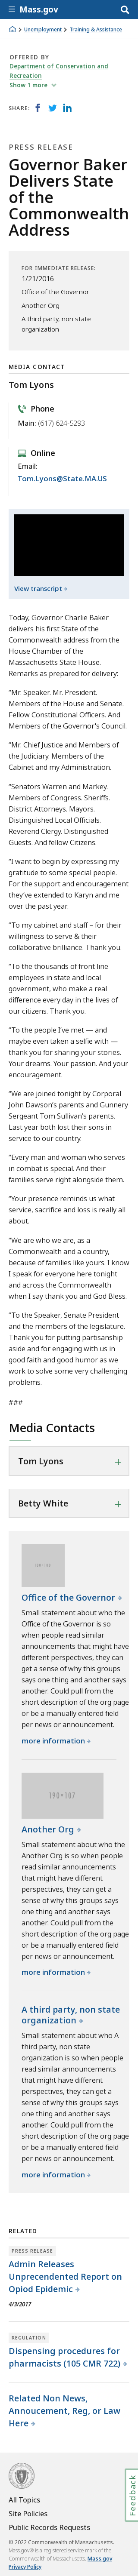 Mass.gov
Unemployment
Training & Assistance
OFFERED BY
Department of Conservation and
Recreation
Show 1 more
SHARE:
PRESS RELEASE
Governor Baker
Delivers State
of the
Commonwealth
Address
FOR IMMEDIATE RELEASE:
1/21/2016
Office of the Governor
Another Org
A third party, non state
organization
MEDIA CONTACT
Tom Lyons
Phone
Main: (617) 624-5293
Online
Email:
Tom.Lyons@State.MA.US
View transcript
Today, Governor Charlie Baker
delivers his first State of the
Commonwealth address from the
House Chamber of the
Massachusetts State House.
Remarks as prepared for delivery:
“Mr. Speaker. Mr. President.
Members of the House and Senate.
Fellow Constitutional Officers. And
Members of the Governor’s Council.
“Mr. Chief Justice and Members of
the Judiciary. Members of the
Cabinet and my Administration.
“Senators Warren and Markey.
Members of Congress. Sheriffs.
District Attorneys. Mayors.
Distinguished Local Officials.
Reverend Clergy. Distinguished
Guests. And fellow Citizens.
“I want to begin by expressing my
gratitude to some special people.
For the support and encouragement
they’ve extended to Karyn and me
over the past year.
“To my cabinet and staff – for their
willingness to serve and their
collaborative brilliance. Thank you.
“To the thousands of front line
employees in state and local
government, who make a real
difference every day in the lives of
our citizens. Thank you.
“To the people I’ve met — and
maybe even taken a selfie with —
thank you for sharing your stories.
Your dreams. Your passion. And your
encouragement.
“We are joined tonight by Corporal
John Dawson’s parents and Gunnery
Sergeant Tom Sullivan’s parents. Last
year both lost their son in
service to our country.
“Every man and woman who serves
in combat is changed. And their
families serve right alongside them.
“Your presence reminds us what
service, sacrifice and loss is all
about.
“We are who we are, as a
Commonwealth and a country,
because of families like yours. I know
I speak for everyone here tonight
and the entire Commonwealth
when I say thank you and God Bless.
“To the Speaker, the Senate President
and the members of the Legislature.
Thank you for your courage, and
above all else, for being willing to
engage and work with us in
good faith and good humor as we
work to solve some very challenging
problems.
###
Media Contacts
Tom Lyons
Betty White
Office of the Governor
Small statement about who the
Office of the Governor is so
when people read similar
announcements that might have
different perspectives, they can
get a sense of why this groups
says one thing and another says
another. Could pull from the
short description of the org page
or be a manually entered field
per news or announcement.
more information
190×107
Another Org
Small statement about who the
Another Org is so when people
read similar announcements
that might have different
perspectives, they can get a
sense of why this groups says
one thing and another says
another. Could pull from the
short description of the org page
or be a manually entered field
per news or announcement.
more information
A third party, non state
organization
Small statement about who A
third party, non state
organization is so when people
read similar announcements
that might have different
perspectives, they can get a
sense of why this groups says
one thing and another says
another. Could pull from the
short description of the org page
or be a manually entered field
per news or announcement.
more information
RELATED
PRESS RELEASE
Admin Releases
Unprecendented Report on
Opiod Epidemic
4/3/2017
REGULATION
Dispensing procedures for
pharmacists (105 CMR 722)
Related Non News,
Annoucement, Reg, or Law
Here
Feedback
All Topics
Site Policies
Public Records Requests
© 2022 Commonwealth of Massachusetts.
Mass.gov® is a registered service mark of the
Commonwealth of Massachusetts. Mass.gov
Privacy Policy